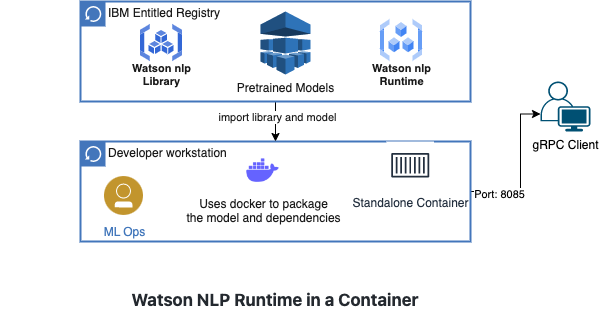 IBM Entitled Registry
Watson nlp
Library
Pretrained Models
Watson nlp
Runtime
import library and model
gRPC Client
Developer workstation
ML Ops
Uses docker to package
the model and dependencies
Standalone Container
Port: 8085
Watson NLP Runtime in a Container